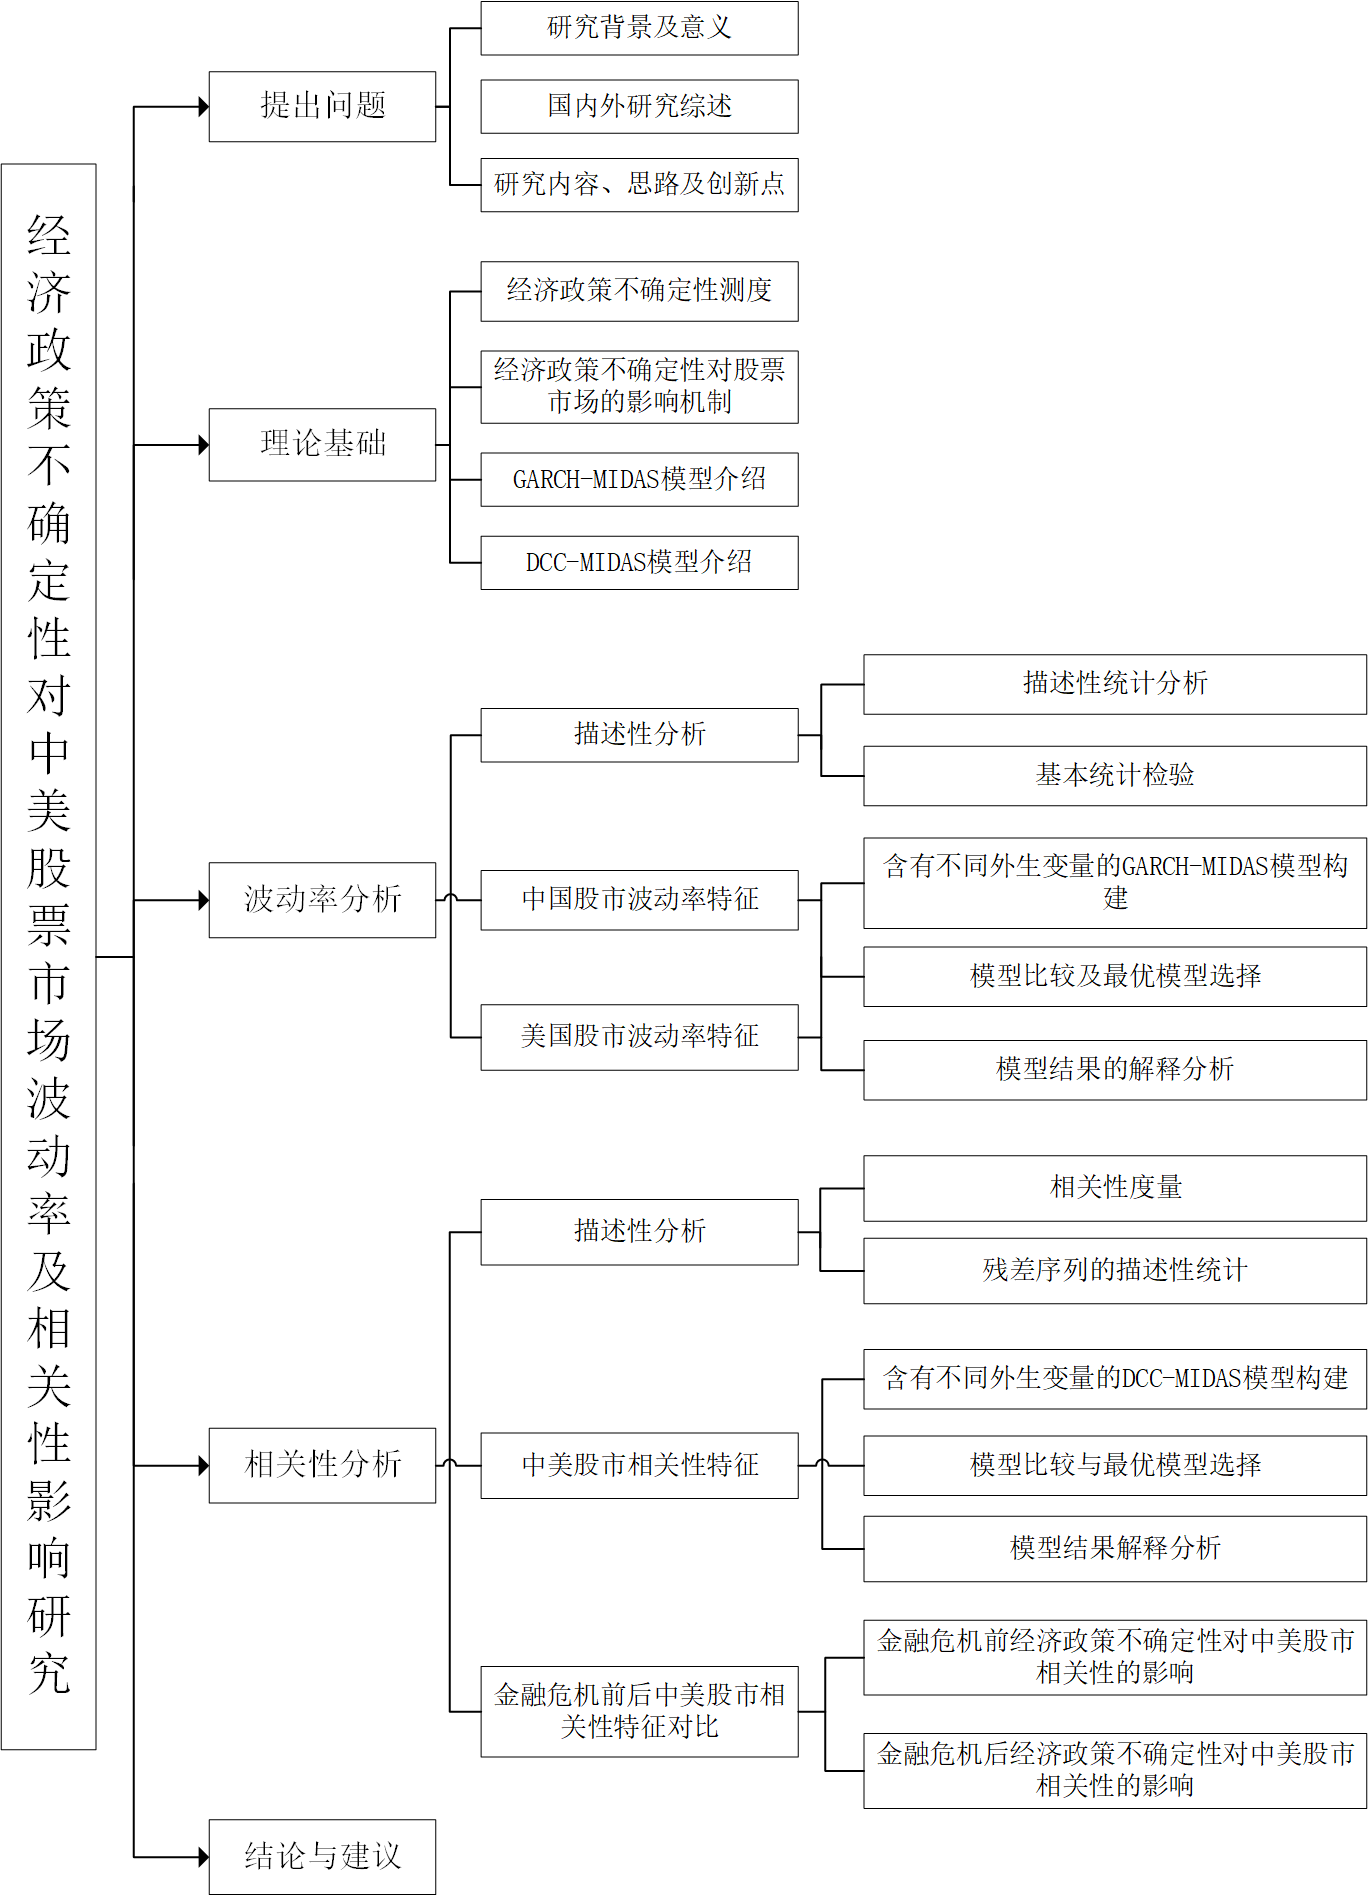 经济政策不确定性对中美股票市场波动率及相关性影响研究
提出问题
研究背景及意义
国内外研究综述
研究内容、思路及创新点
理论基础
经济政策不确定性测度
经济政策不确定性对股票
市场的影响机制
GARCH-MIDAS模型介绍
DCC-MIDAS模型介绍
波动率分析
描述性分析
描述性统计分析
基本统计检验
中国股市波动率特征
美国股市波动率特征
含有不同外生变量的GARCH-MIDAS模型构
建
模型比较及最优模型选择
模型结果的解释分析
相关性分析
描述性分析
相关性度量
残差序列的描述性统计
中美股市相关性特征
含有不同外生变量的DCC-MIDAS模型构建
模型比较与最优模型选择
模型结果解释分析
金融危机前后中美股市相
关性特征对比
金融危机前经济政策不确定性对中美股市
相关性的影响
金融危机后经济政策不确定性对中美股市
相关性的影响
结论与建议